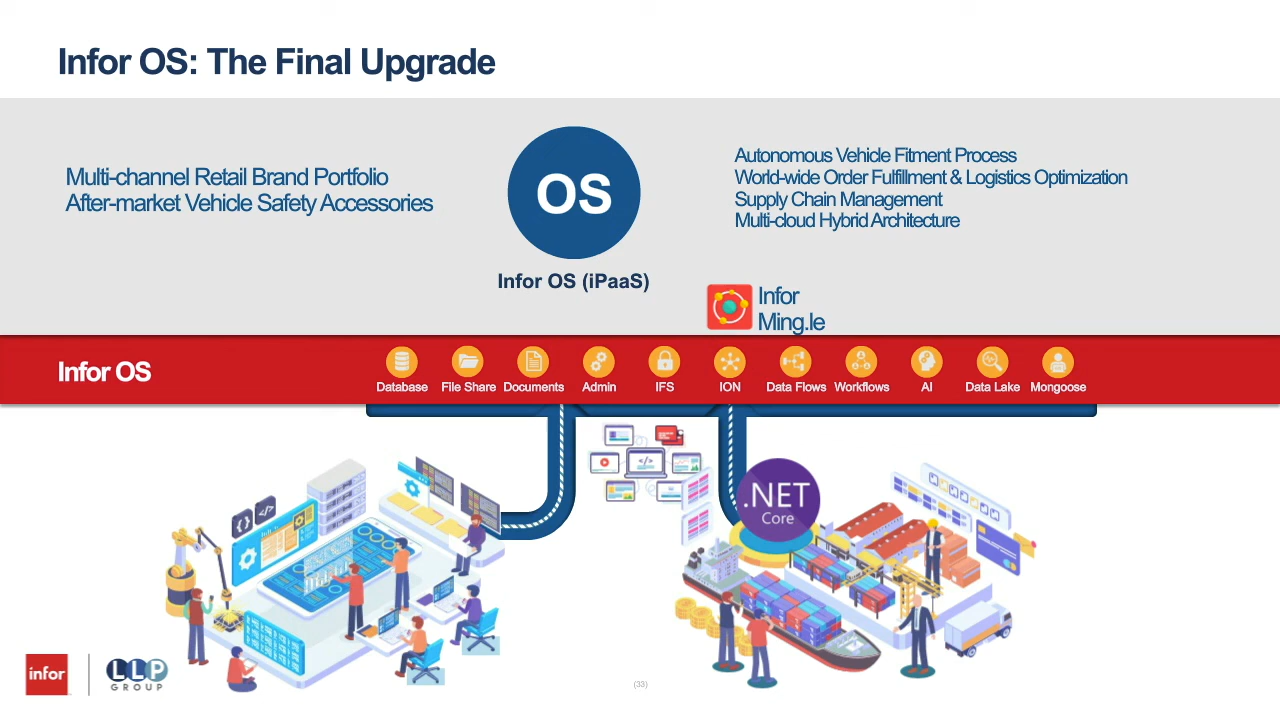 Infor OS: The Final Upgrade
Multi-channel Retail Brand Portfolio
After-market Vehicle Safety Accessories
OS
Infor OS (iPaaS)
Autonomous Vehicle Fitment Process
World-wide Order Fulfillment & Logistics Optimization
Supply Chain Management
Multi-cloud Hybrid Architecture
Infor
Ming.le
Infor OS
Database
File Share
Documents
Admin
IFS
ION
Data Flows
Workflows
AI
Data Lake
Mongoose
</>
{ }
</>
.NET
Core
infor
LLP
GROUP
(33)